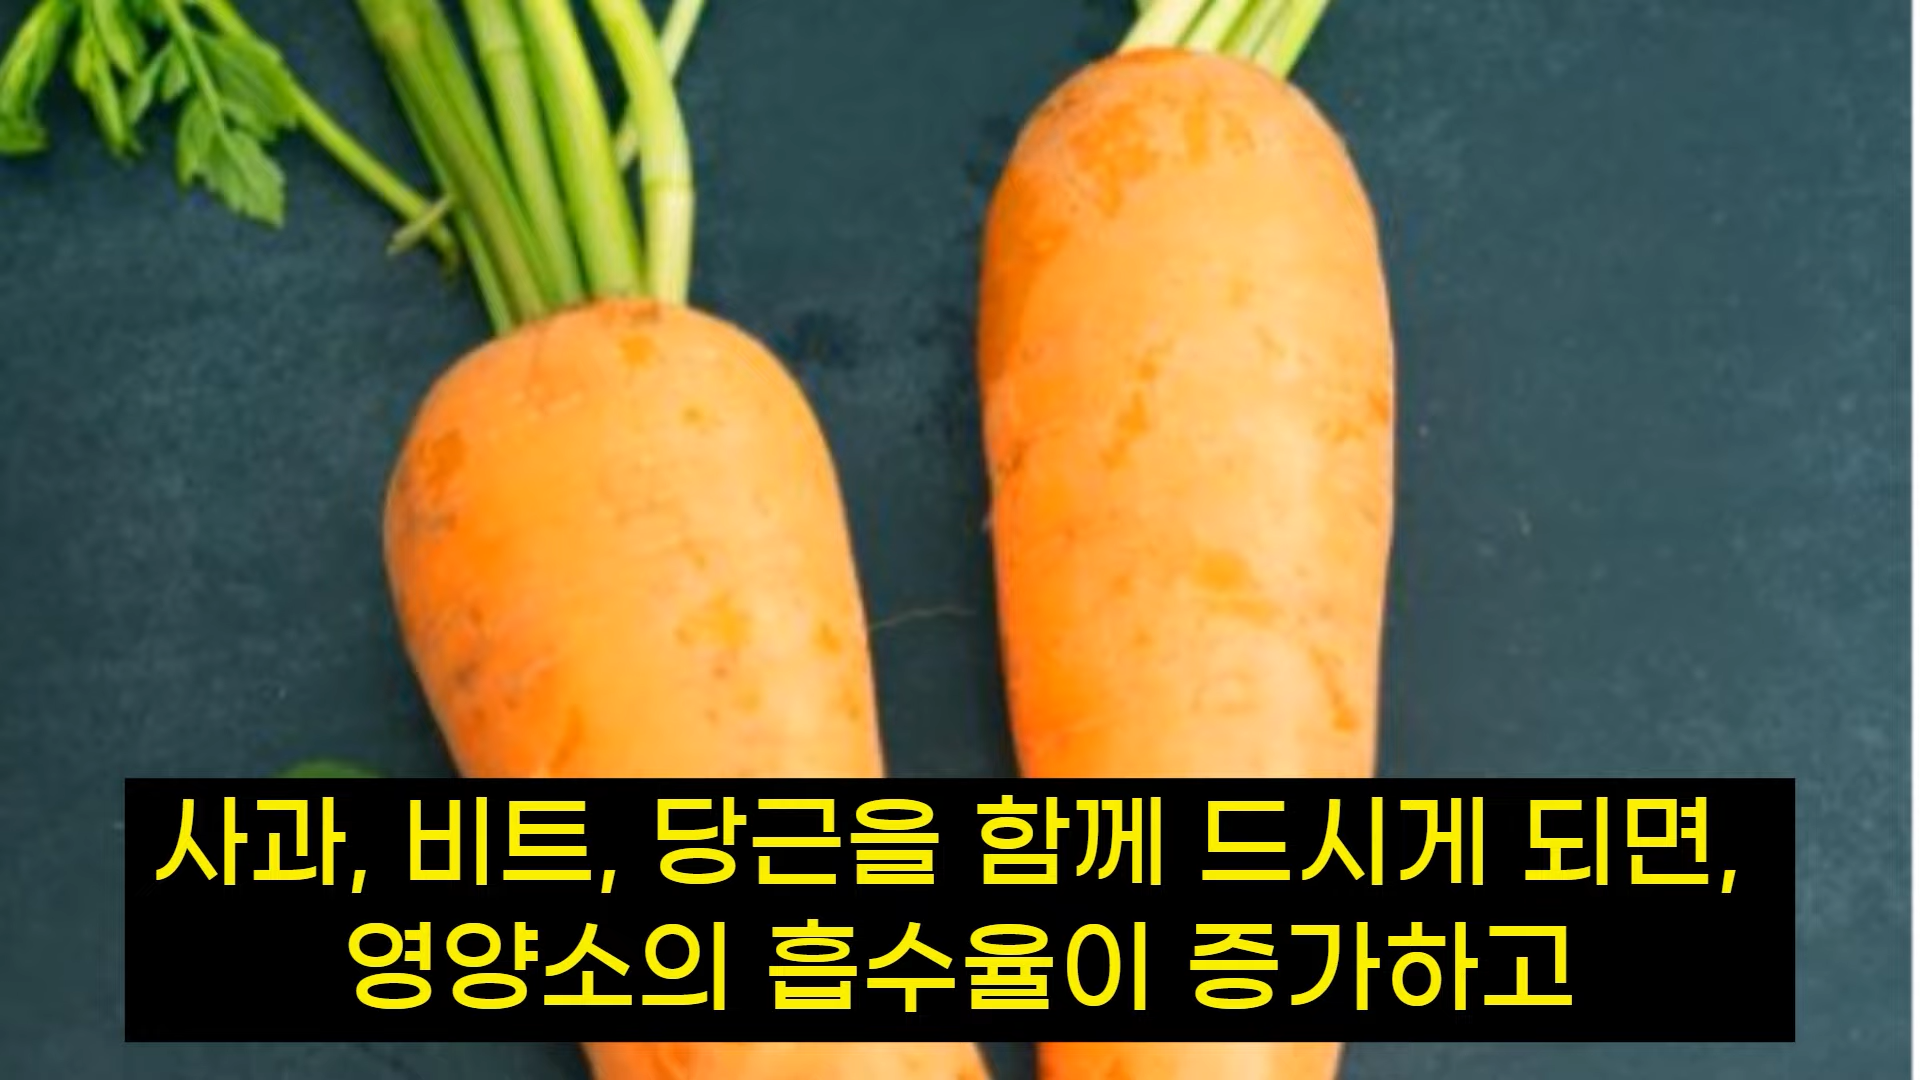 사과, 비트, 당근을 함께 드시게 되면,
영양소의 흡수율이 증가하고